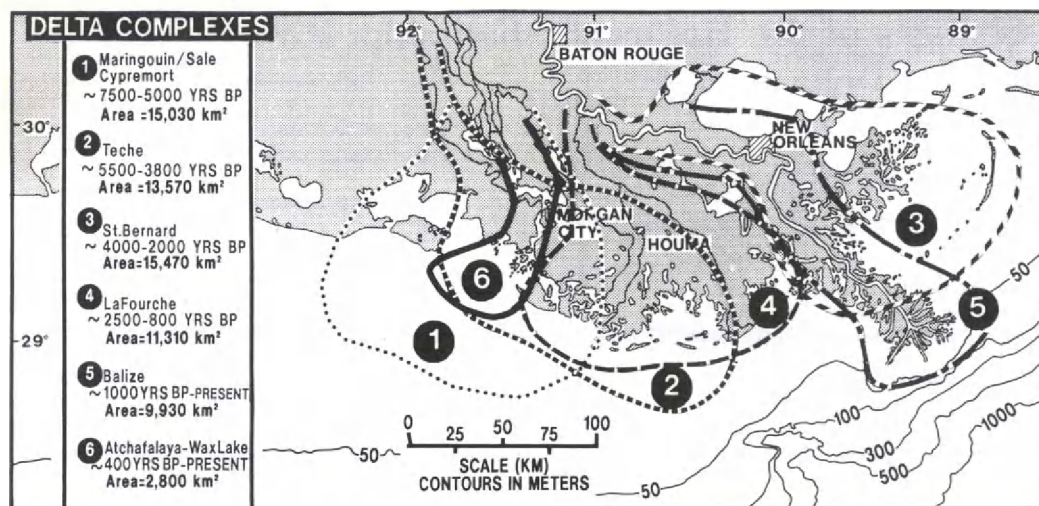 DELTA COMPLEXES
1 Maringouin/Sale
Cypremort
~ 7500-5000 YRS BP
Area =15,030 km²
2 Teche
~ 5500-3800 YRS BP
Area=13,570 km²
3 St.Bernard
~ 4000-2000 YRS BP
Area=15,470 km²
4 LaFourche
~ 2500-800 YRS BP
Area=11,310 km²
5 Balize
~1000YRS BP-PRESENT
Area=9,930 km²
6 Atchafalaya-WaxLake
~400YRS BP-PRESENT
Area=2,800 km²
92°
91°
90°
89°
30°
29°
BATON ROUGE
NEW
ORLEANS
MORGAN
CITY
HOUMA
1
2
3
4
5
6
50
50
50
100
300
500
1000
0 25 50 75 100
SCALE (KM)
CONTOURS IN METERS